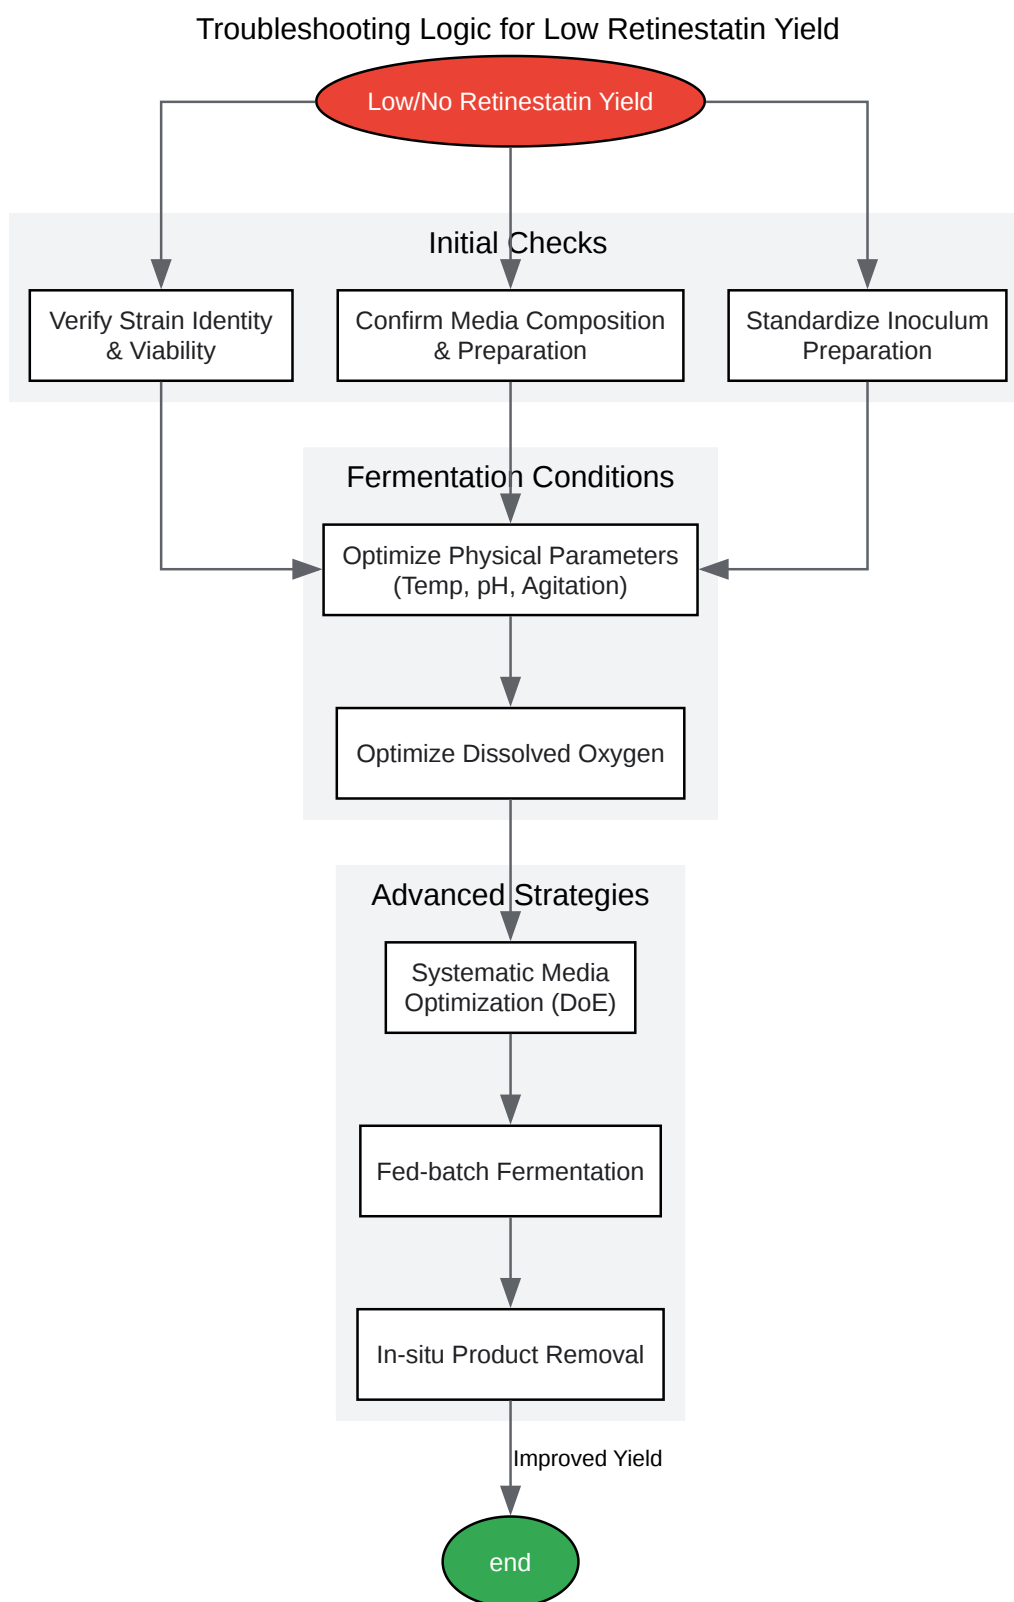 Troubleshooting Logic for Low Retinestatin Yield
Low/No Retinestatin Yield
Initial Checks
Verify Strain Identity
& Viability
Confirm Media Composition
& Preparation
Standardize Inoculum
Preparation
Fermentation Conditions
Optimize Physical Parameters
(Temp, pH, Agitation)
Optimize Dissolved Oxygen
Advanced Strategies
Systematic Media
Optimization (DoE)
Fed-batch Fermentation
In-situ Product Removal
Improved Yield
end